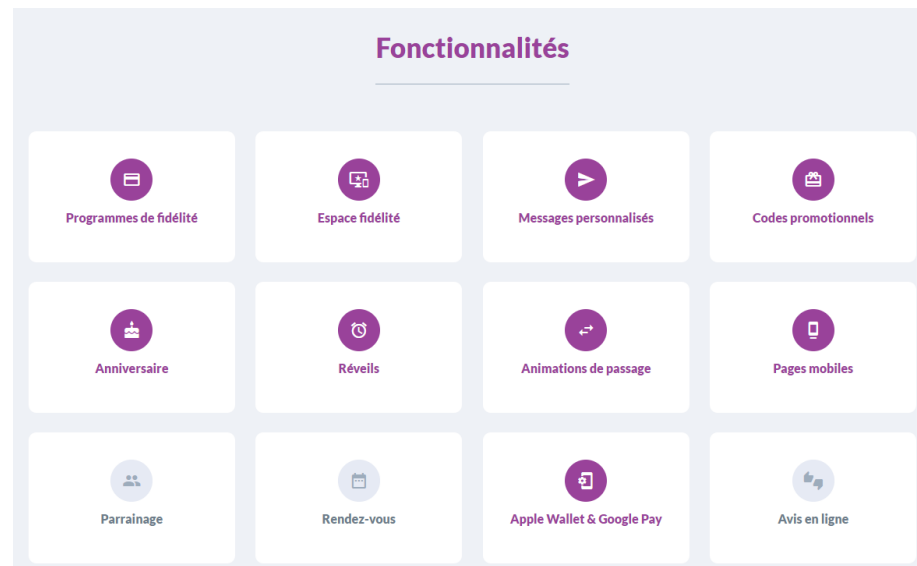 Fonctionnalités
Programmes de fidélité
Espace fidélité
Messages personnalisés
Codes promotionnels
Anniversaire
Réveils
Animations de passage
Pages mobiles
Parrainage
Rendez-vous
Apple Wallet & Google Pay
Avis en ligne